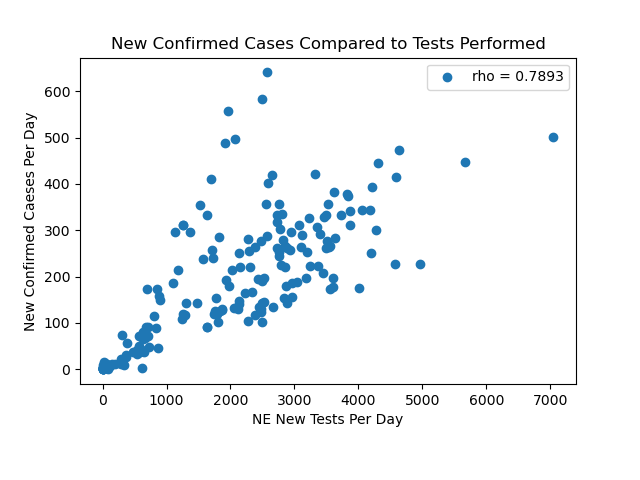 New Confirmed Cases Compared to Tests Performed
rho = 0.7893
600
500
400
300
200
100
0
New Confirmed Caeses Per Day
0 1000 2000 3000 4000 5000 6000 7000
NE New Tests Per Day